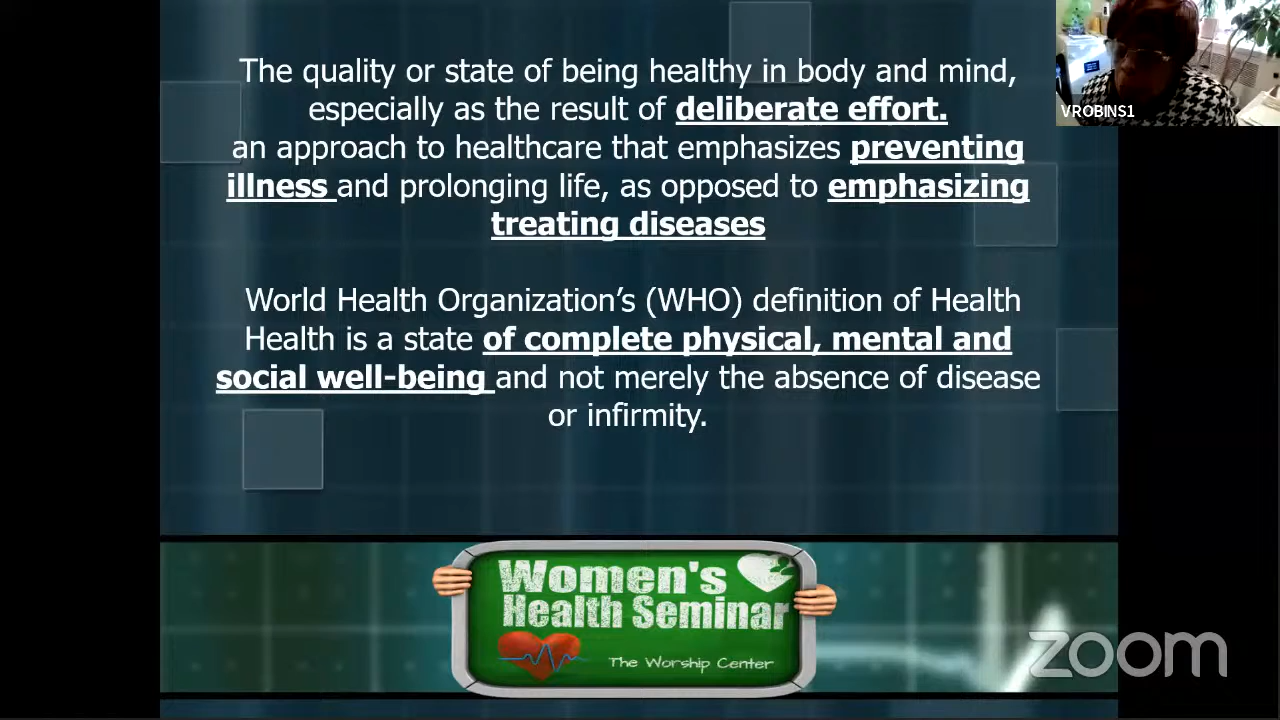 The quality or state of being healthy in body and mind,
especially as the result of deliberate effort.
an approach to healthcare that emphasizes preventing
illness and prolonging life, as opposed to emphasizing
treating diseases
World Health Organization’s (WHO) definition of Health
Health is a state of complete physical, mental and
social well-being and not merely the absence of disease
or infirmity.
VROBINS1
Women's
Health Seminar
The Worship Center
zoom